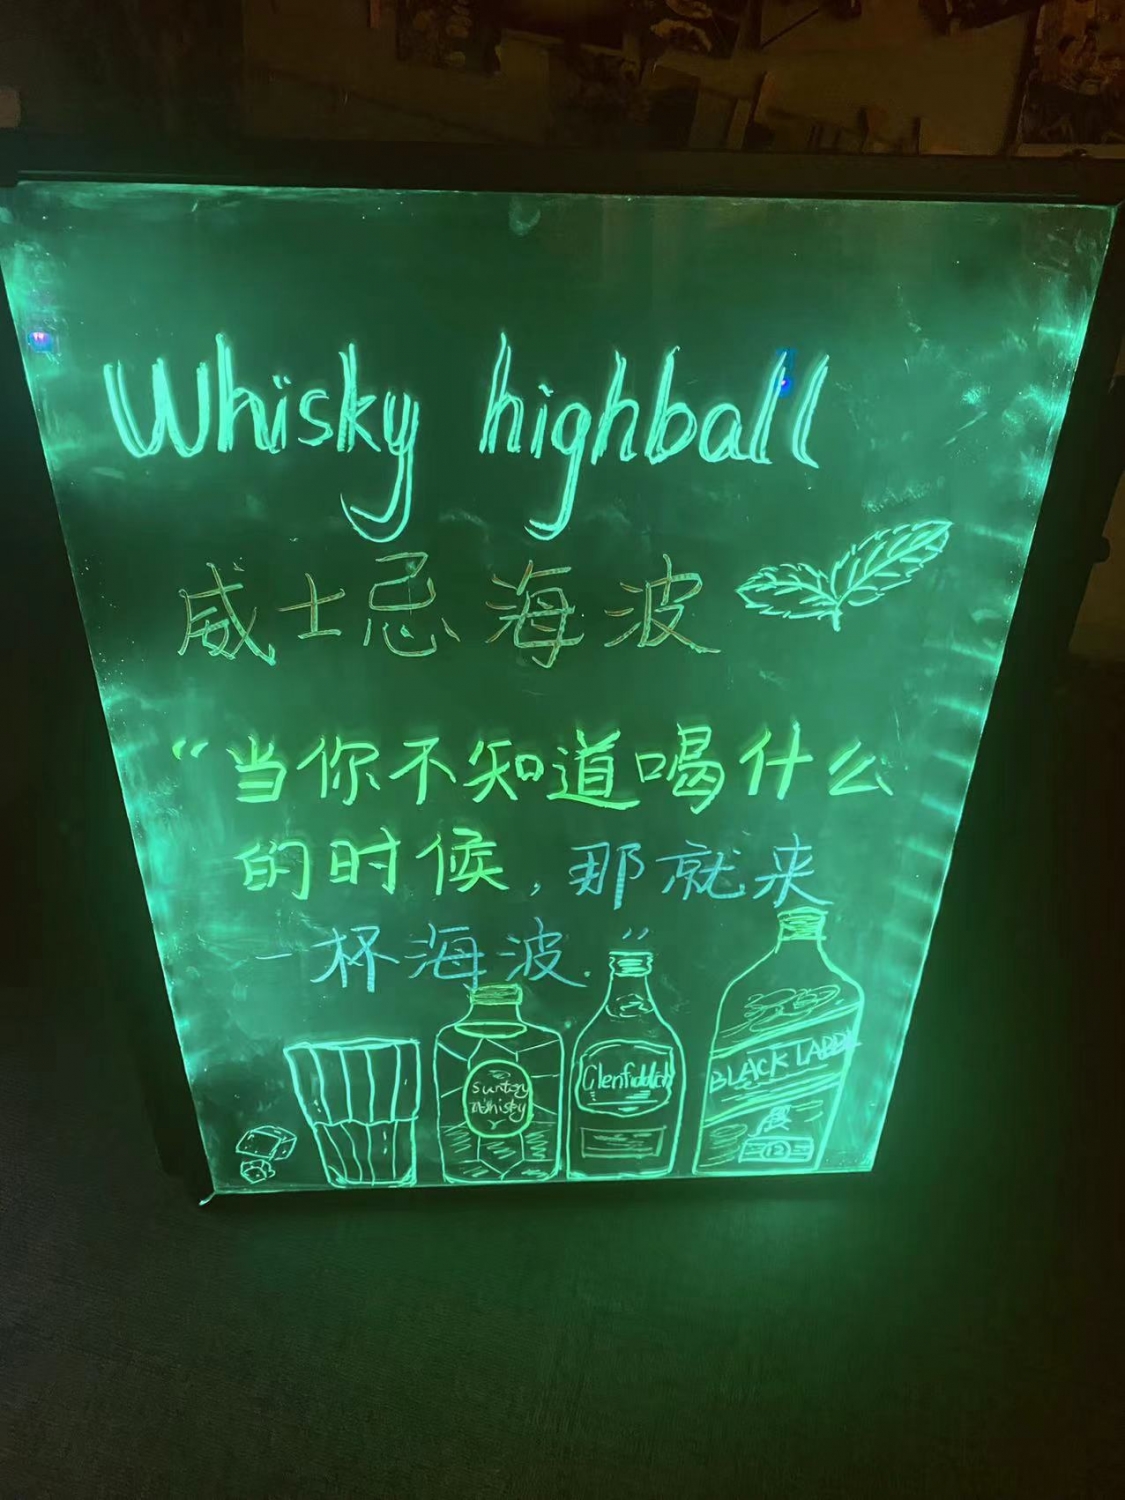 Whisky highball
威士忌海波
“当你不知道喝什么
的时候,那就来
一杯海波.”
Suntory
Whisky
Glenfiddich
BLACK LABEL
12